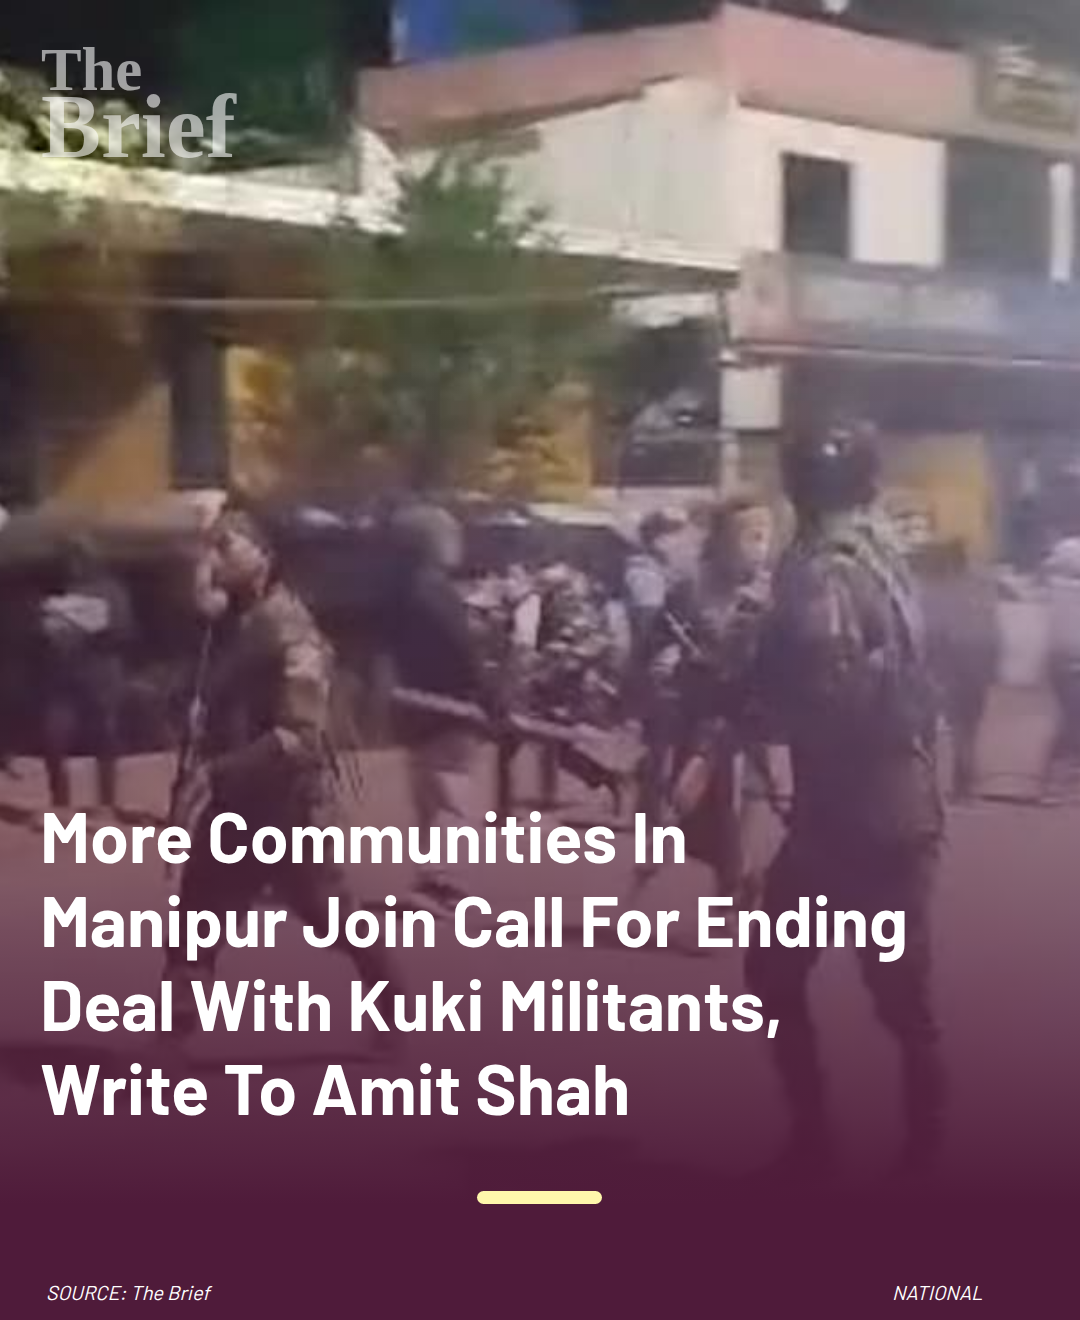 The
Brief
More Communities In
Manipur Join Call For Ending
Deal With Kuki Militants,
Write To Amit Shah
SOURCE: The Brief
NATIONAL